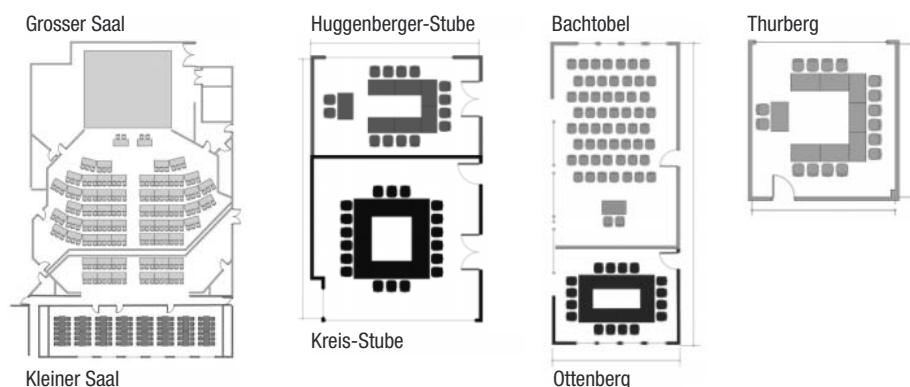 Grosser Saal
Huggenberger-Stube
Bachtobel
Thurberg
Kreis-Stube
Kleiner Saal
Ottenberg